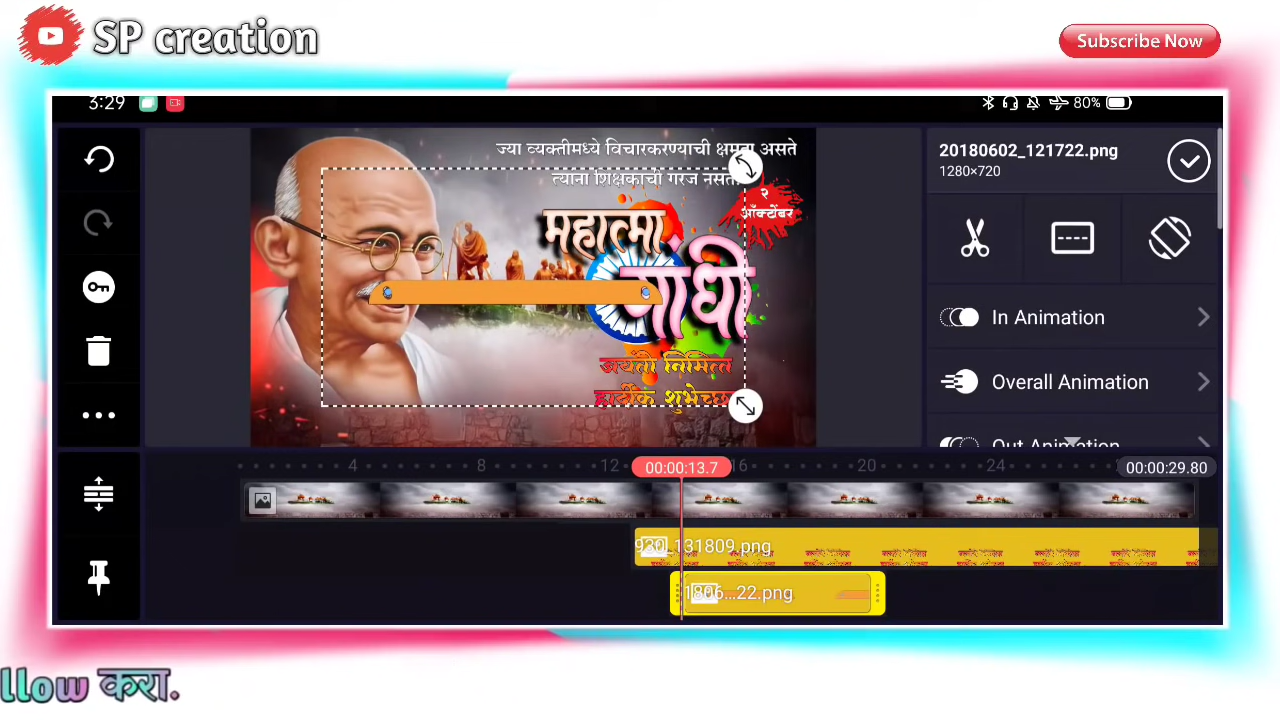 SP creation
Subscribe Now
3:29
80%
ज्या व्यक्तीमध्ये विचारकरण्याची क्षमता असते
त्याना शिक्षकाची गरज नसते
२
ऑक्टोंबर
महात्मा
गांधी
जयंती निमित्त
हार्दीक शुभेच्छा
20180602_121722.png
1280×720
In Animation
Overall Animation
Out Animation
4
8
12
16
20
24
00:00:13.7
00:00:29.80
930_131809.png
1806...22.png
llow करा.